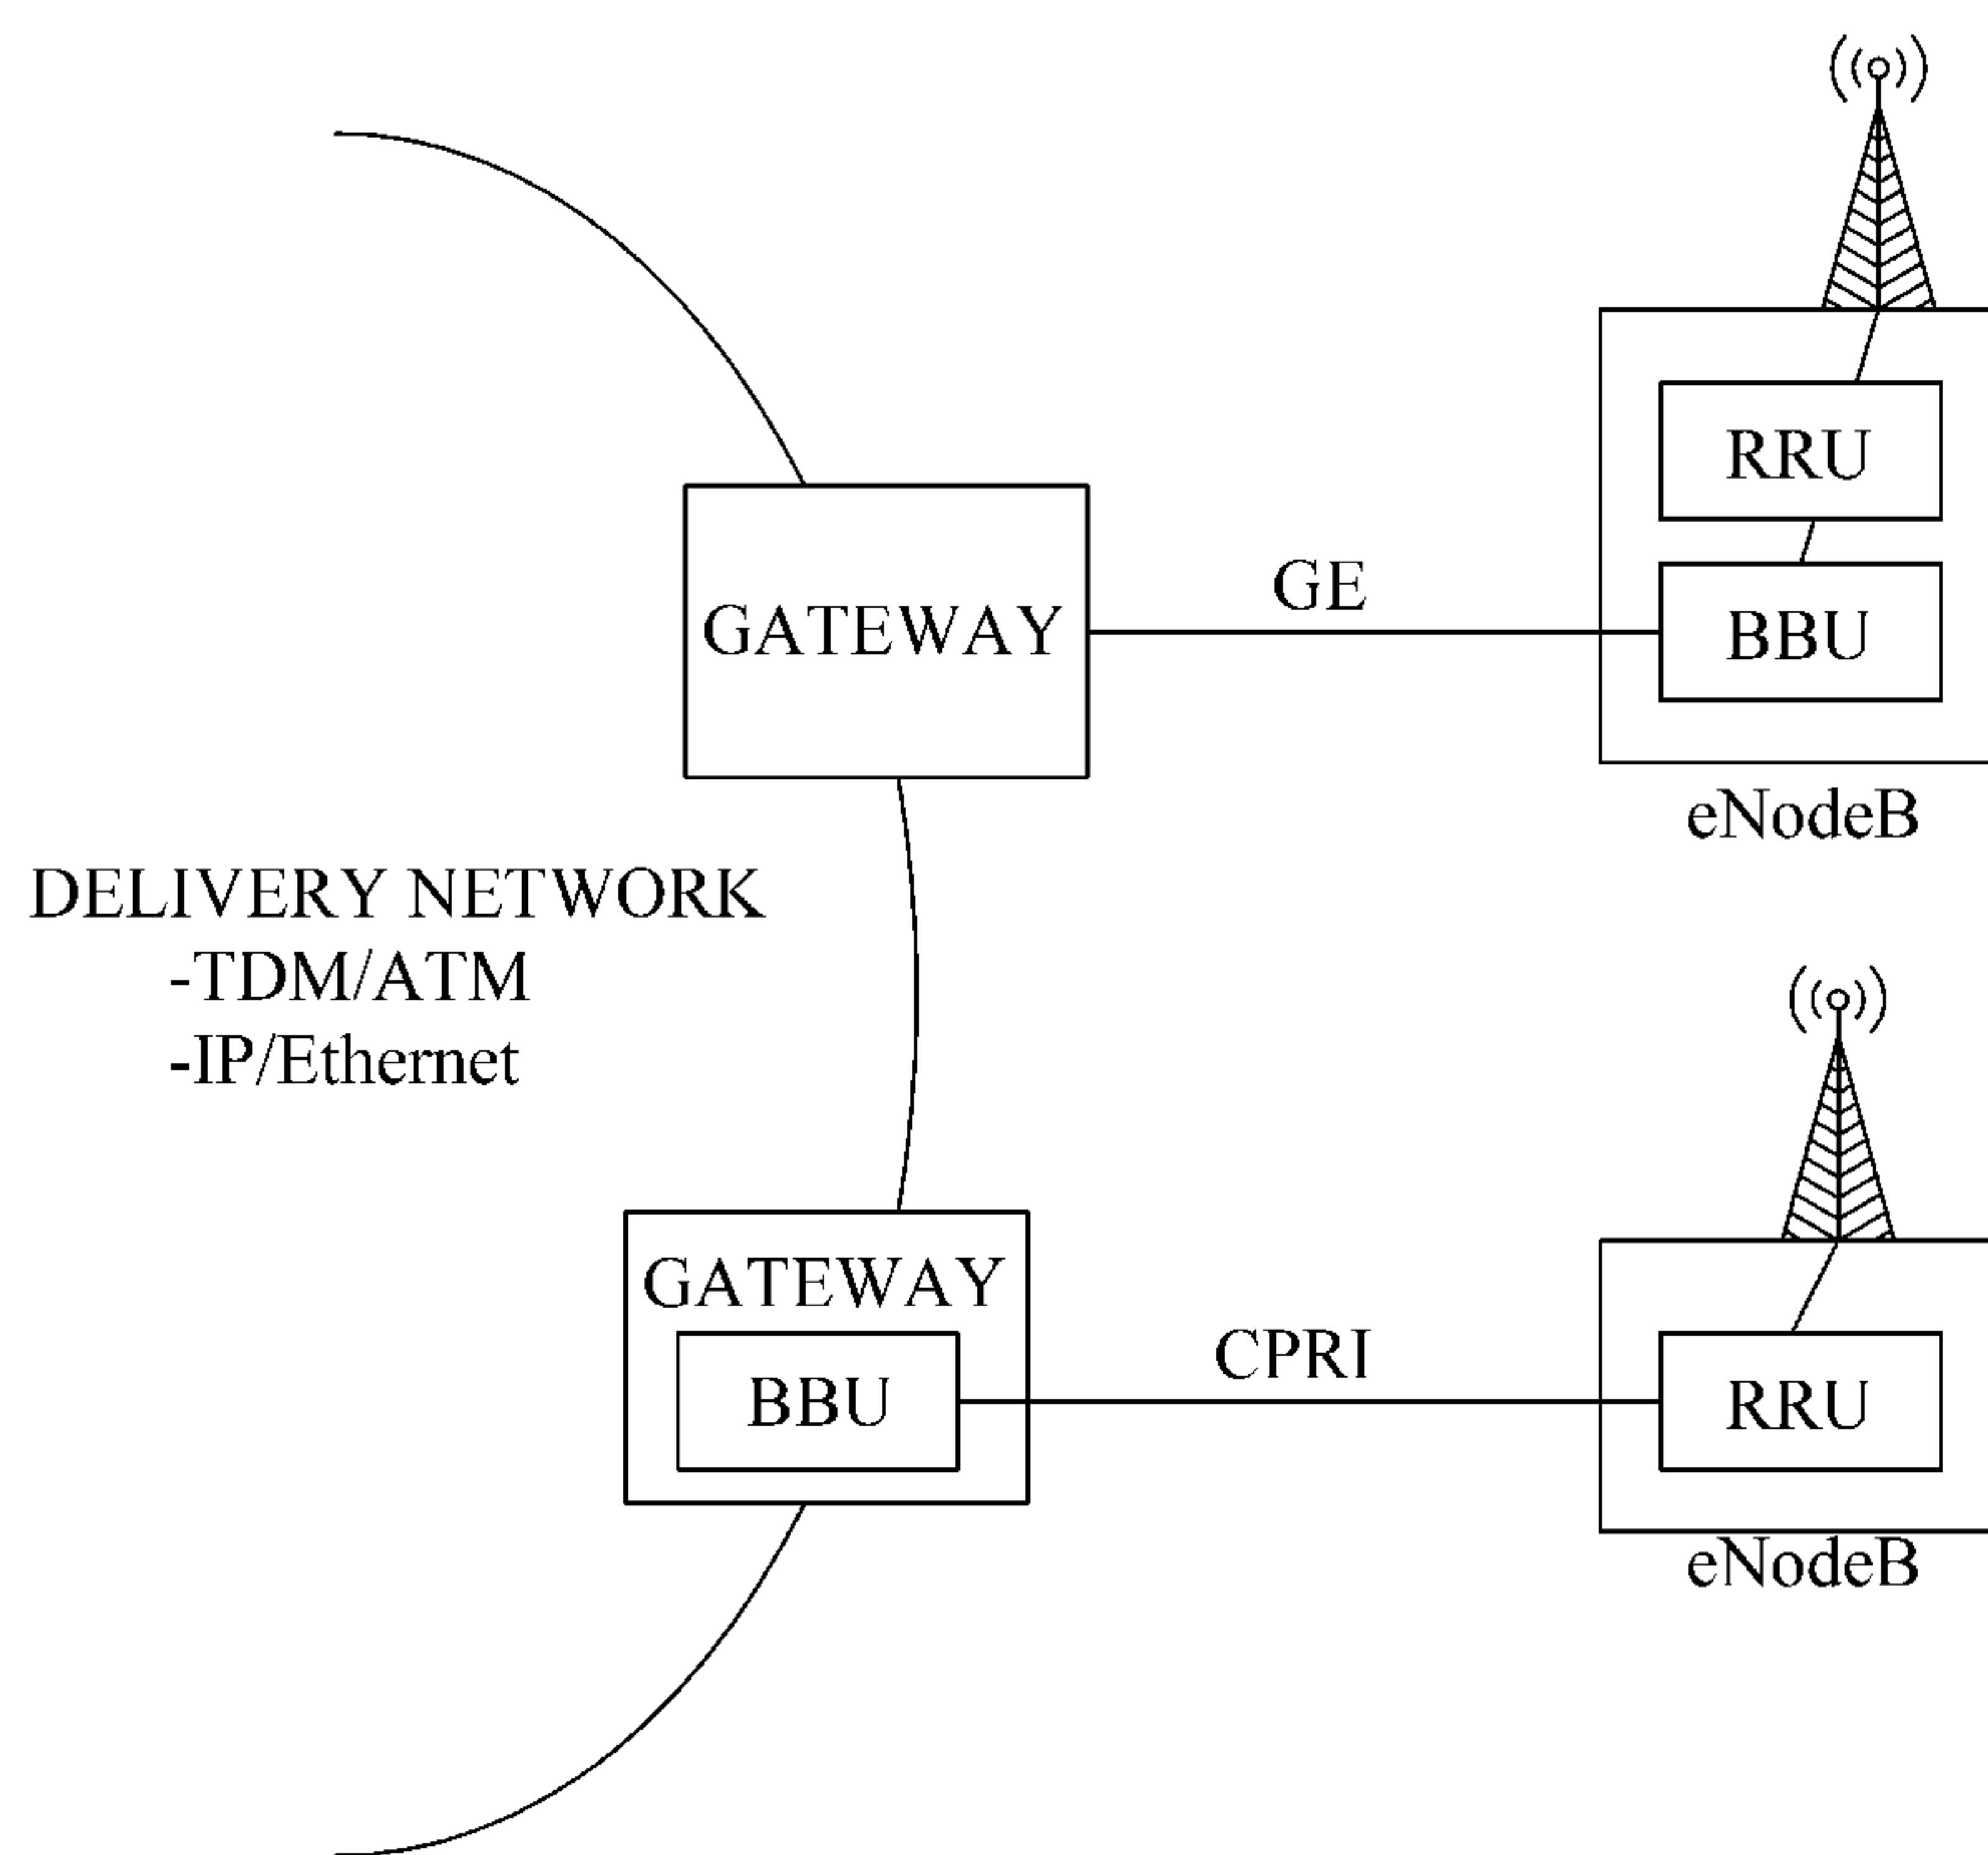 RRU
GE
GATEWAY
BBU
eNodeB
DELIVERY NETWORK
-TDM/ATM
-IP/Ethernet
GATEWAY
CPRI
BBU
RRU
eNodeB